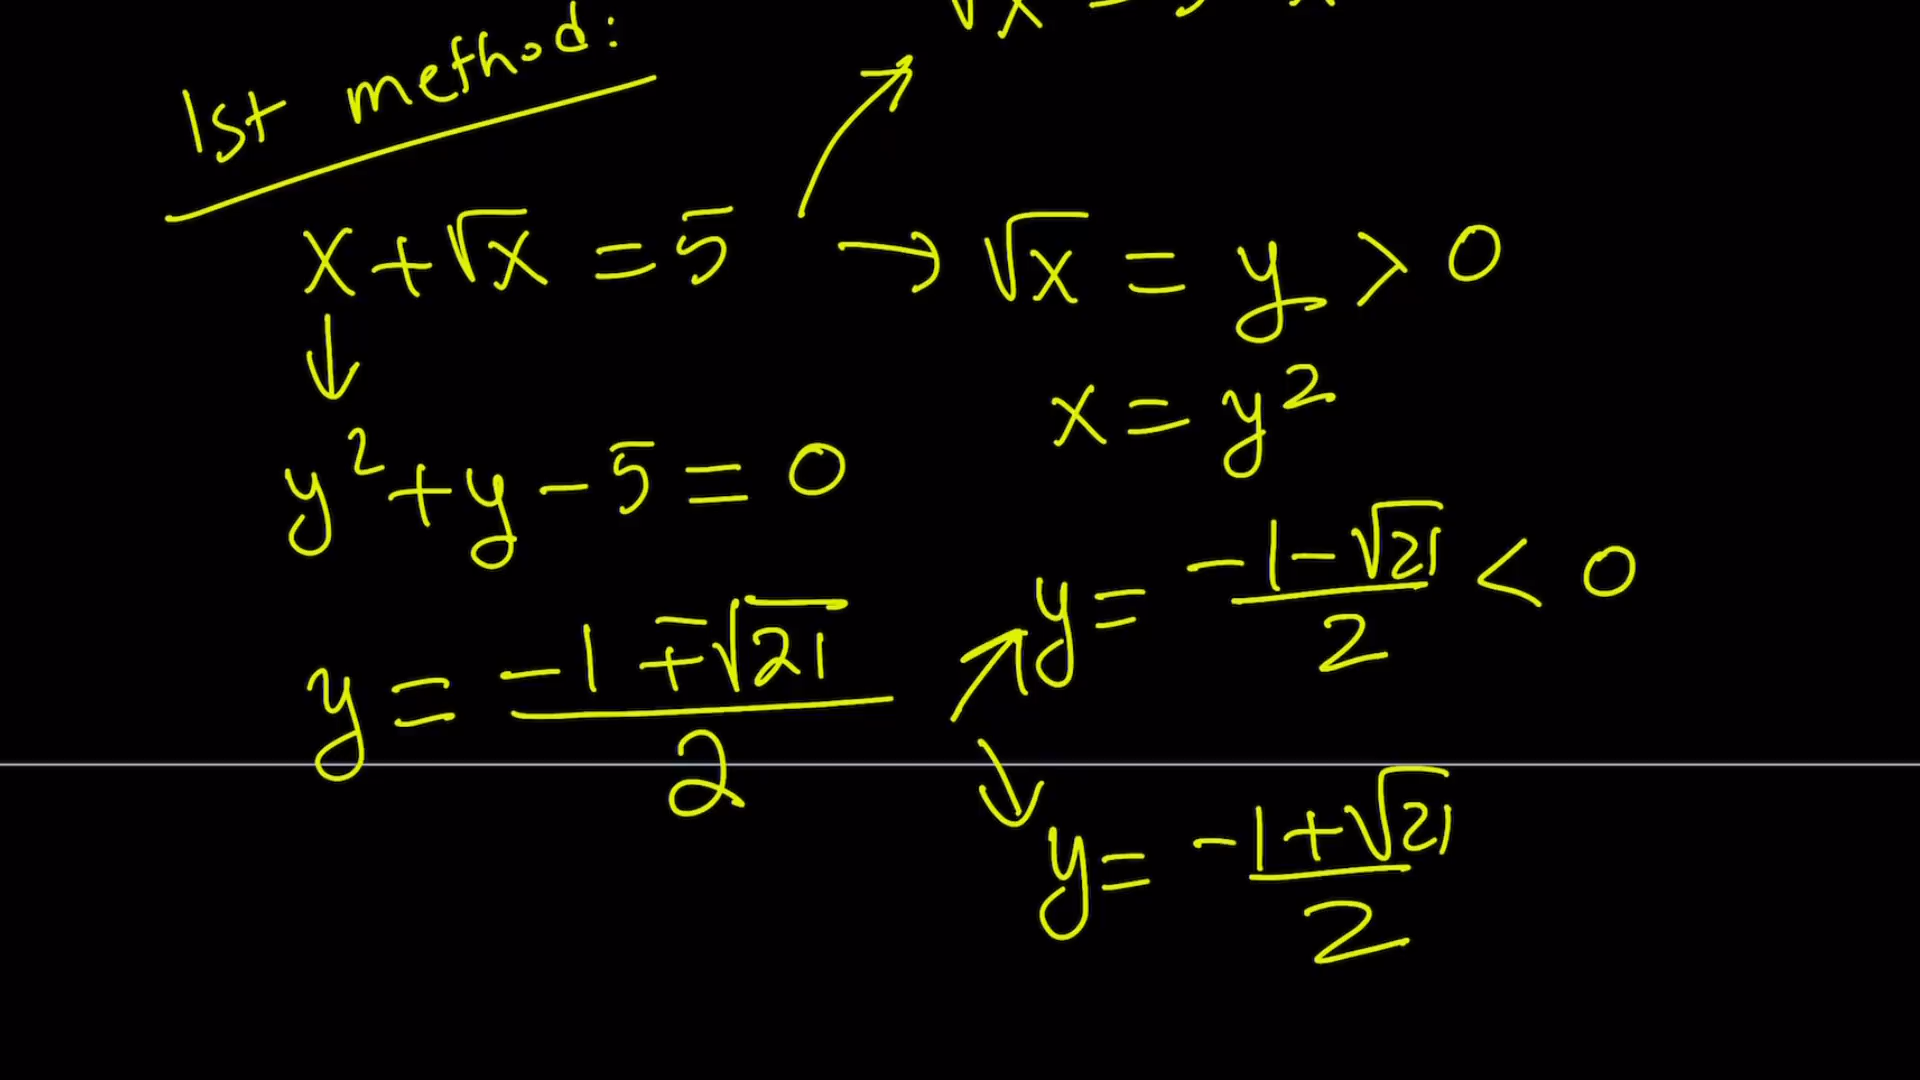 1st method:
x + √x = 5 → √x = y > 0
↓
x = y²
y² + y - 5 = 0
y = (-1 ∓ √21)/2
y = (-1 - √21)/2 < 0
y = (-1 + √21)/2